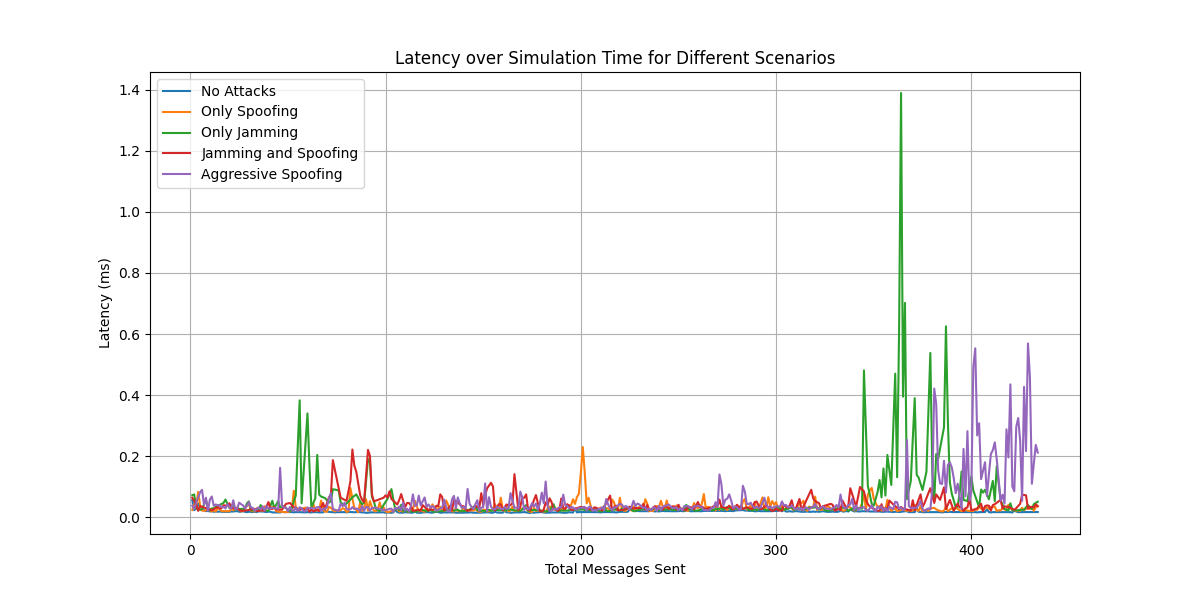 Latency over Simulation Time for Different Scenarios
No Attacks
Only Spoofing
Only Jamming
Jamming and Spoofing
Aggressive Spoofing
Latency (ms)
1.4
1.2
1.0
0.8
0.6
0.4
0.2
0.0
0 100 200 300 400
Total Messages Sent